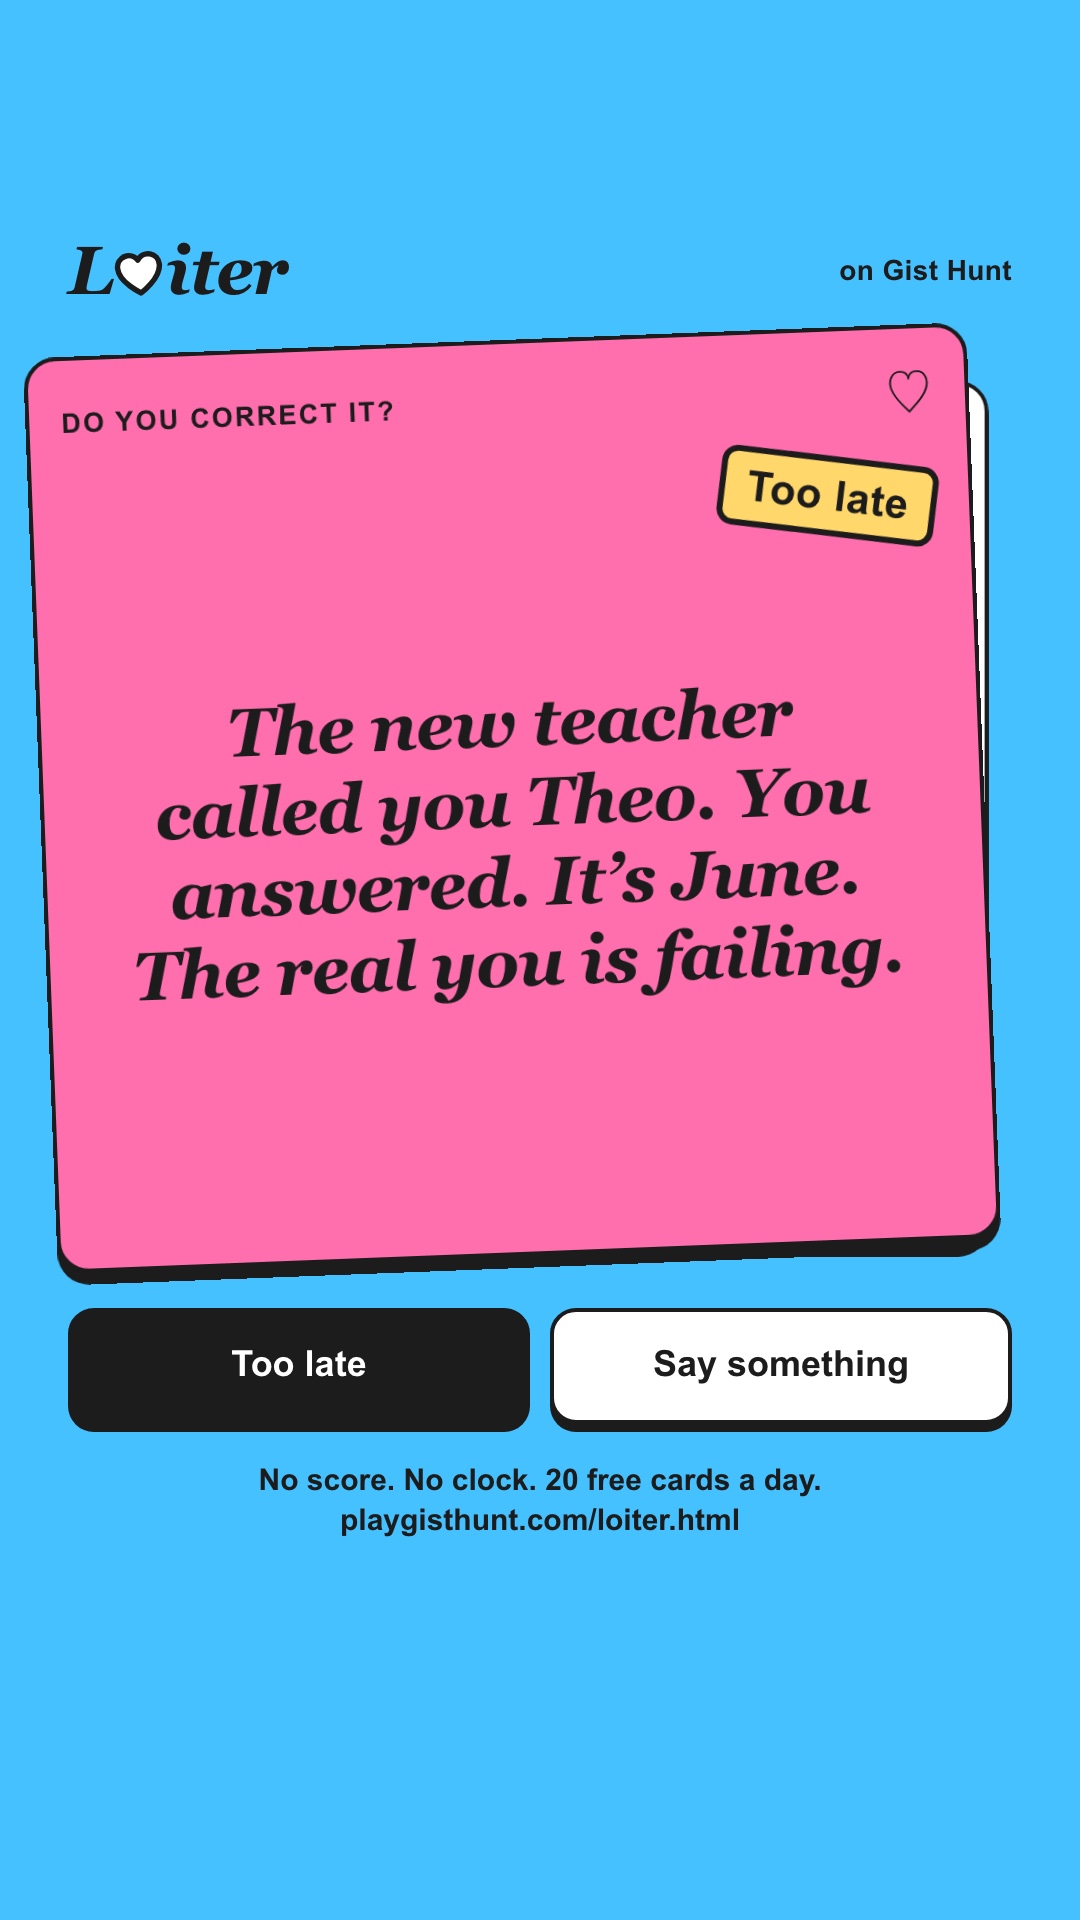 Loiter
on Gist Hunt
DO YOU CORRECT IT?
Too late
The new teacher
called you Theo. You
answered. It’s June.
The real you is failing.
Too late
Say something
No score. No clock. 20 free cards a day.
playgisthunt.com/loiter.html